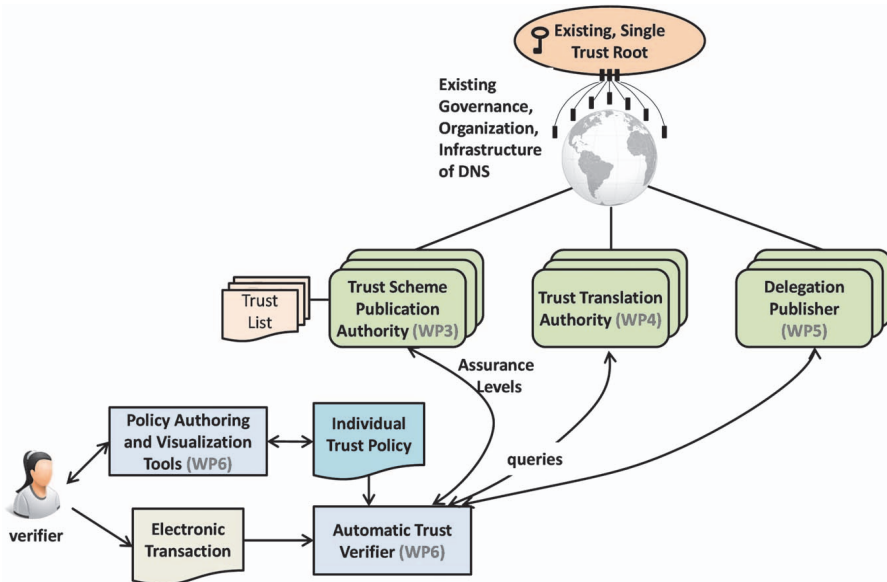 Existing, Single
Trust Root
Existing
Governance,
Organization,
Infrastructure
of DNS
Trust
List
Trust Scheme
Publication
Authority (WP3)
Trust Translation
Authority (WP4)
Delegation
Publisher
(WP5)
Assurance
Levels
queries
Policy Authoring
and Visualization
Tools (WP6)
Individual
Trust Policy
verifier
Electronic
Transaction
Automatic Trust
Verifier (WP6)